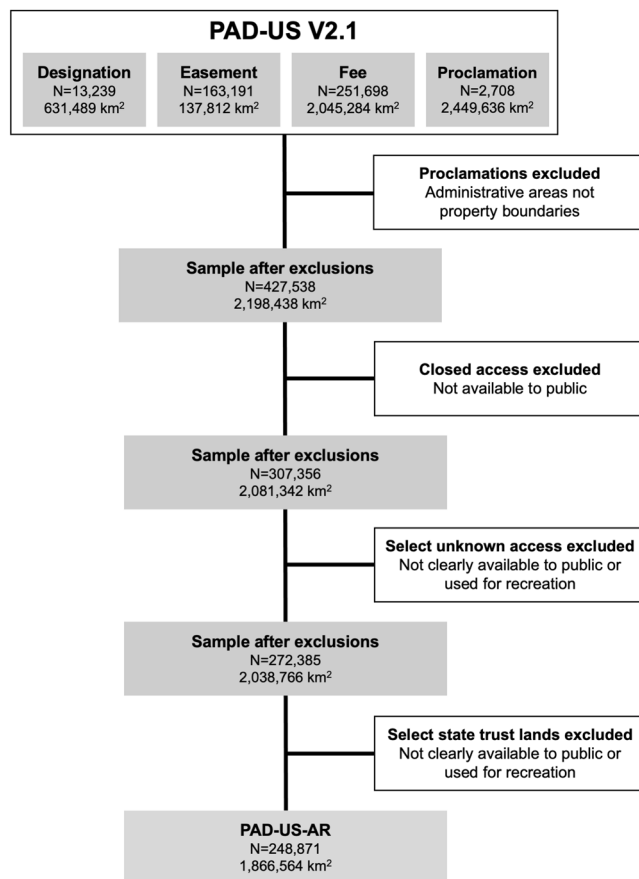 PAD-US V2.1
Designation
N=13,239
631,489 km²
Easement
N=163,191
137,812 km²
Fee
N=251,698
2,045,284 km²
Proclamation
N=2,708
2,449,636 km²
Proclamations excluded
Administrative areas not
property boundaries
Sample after exclusions
N=427,538
2,198,438 km²
Closed access excluded
Not available to public
Sample after exclusions
N=307,356
2,081,342 km²
Select unknown access excluded
Not clearly available to public or
used for recreation
Sample after exclusions
N=272,385
2,038,766 km²
Select state trust lands excluded
Not clearly available to public or
used for recreation
PAD-US-AR
N=248,871
1,866,564 km²